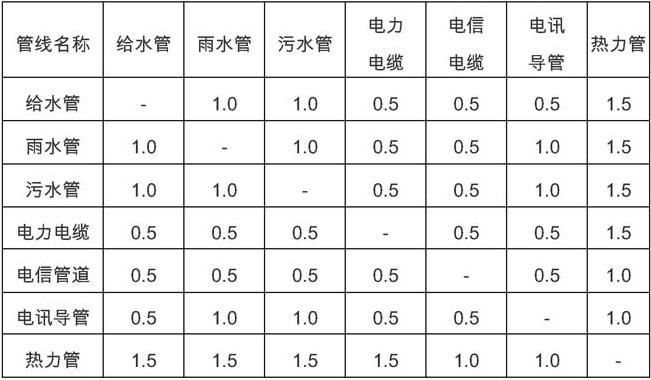 管线名称 给水管 雨水管 污水管 电力电缆 电信电缆 电讯导管 热力管
给水管 - 1.0 1.0 0.5 0.5 0.5 1.5
雨水管 1.0 - 1.0 0.5 0.5 1.0 1.5
污水管 1.0 1.0 - 0.5 0.5 1.0 1.5
电力电缆 0.5 0.5 0.5 - 0.5 0.5 1.5
电信管道 0.5 0.5 0.5 0.5 - 0.5 1.0
电讯导管 0.5 1.0 1.0 0.5 0.5 - 1.0
热力管 1.5 1.5 1.5 1.5 1.0 1.0 -